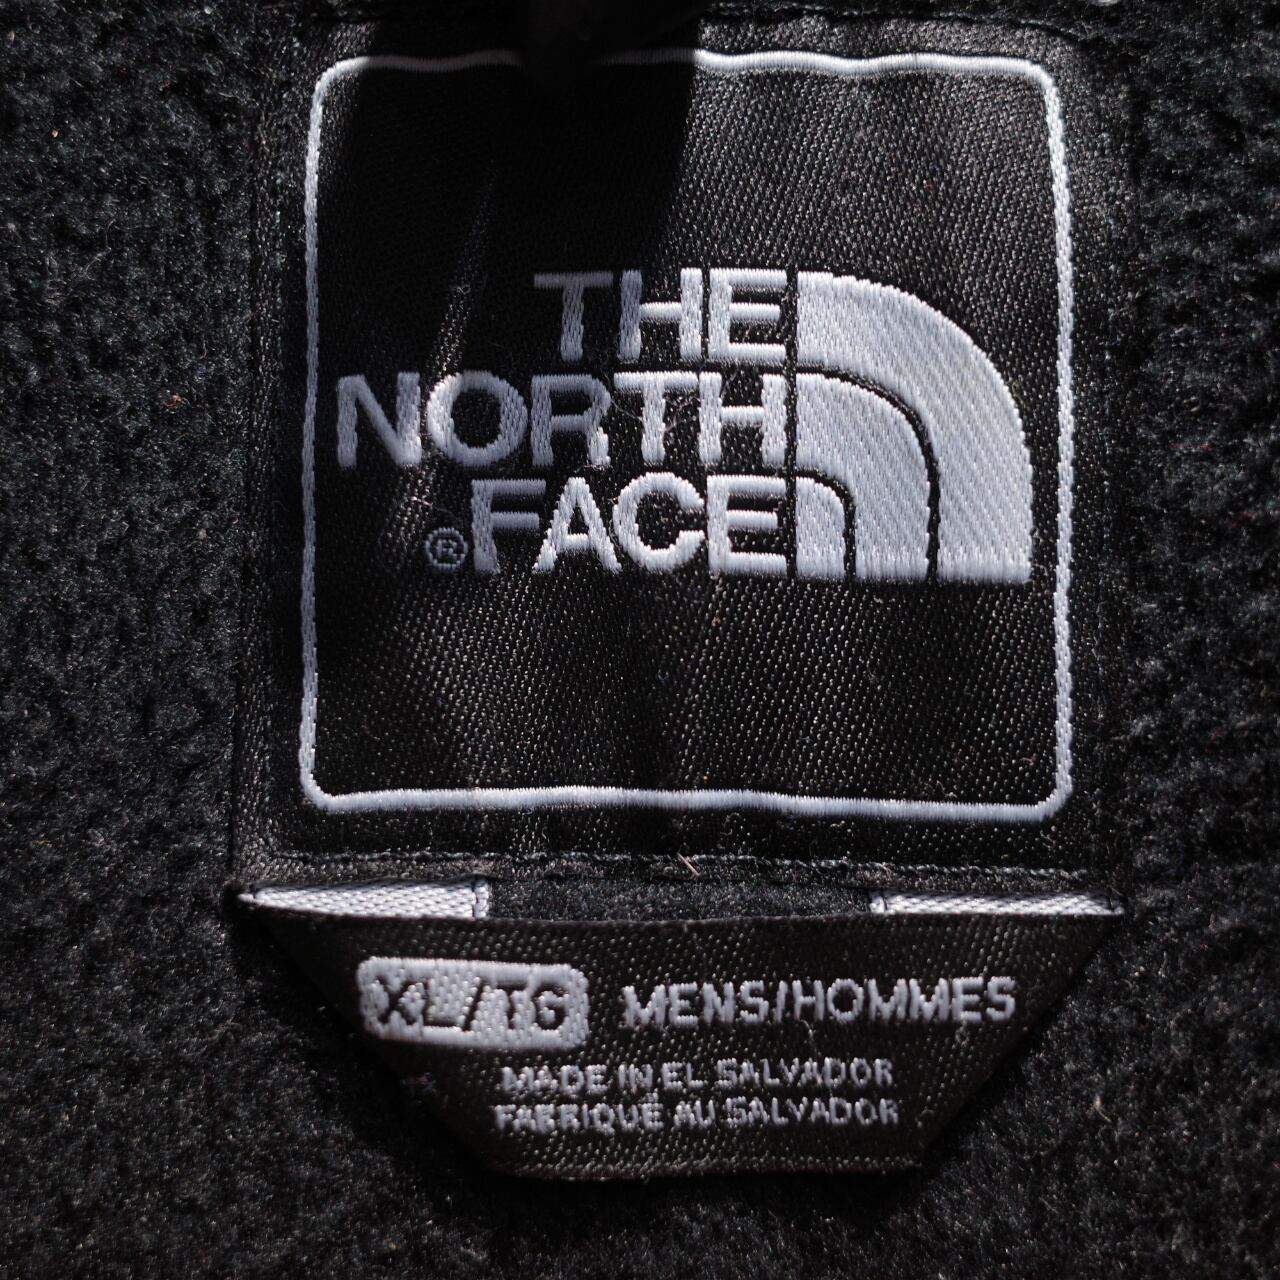 THE
NORTH
® FACE
XL/TG MENS/HOMMES
MADE IN EL SALVADOR
FABRIQUÉ AU SALVADOR